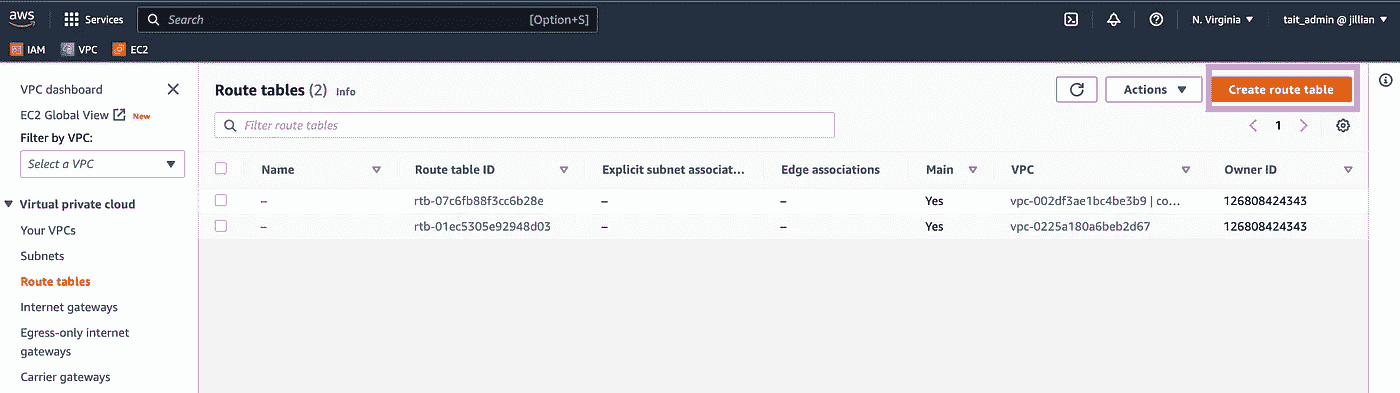 aws Services Search [Option+S] N. Virginia tait_admin @ jillian
IAM VPC EC2
VPC dashboard
EC2 Global View New
Filter by VPC:
Select a VPC
Virtual private cloud
Your VPCs
Subnets
Route tables
Internet gateways
Egress-only internet
gateways
Carrier gateways
Route tables (2) Info Actions Create route table
Filter route tables 1
Name Route table ID Explicit subnet associat... Edge associations Main VPC Owner ID
– rtb-07c6fb88f3cc6b28e – – Yes vpc-002df3ae1bc4be3b9 | co... 126808424343
– rtb-01ec5305e92948d03 – – Yes vpc-0225a180a6beb2d67 126808424343